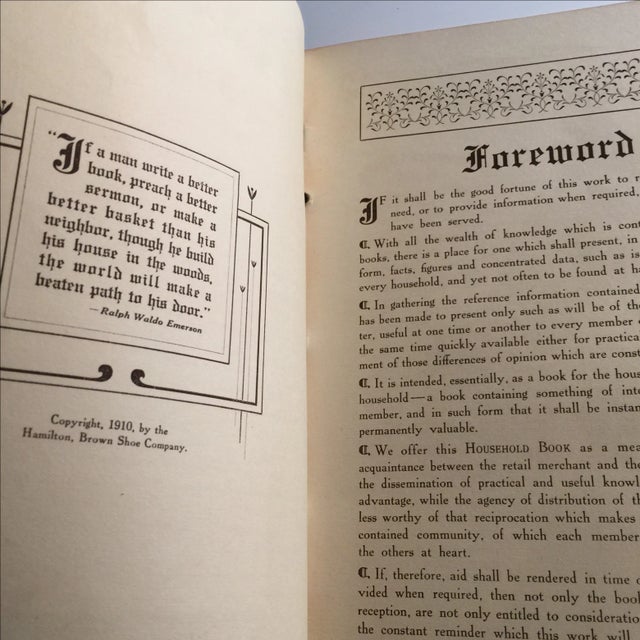 "If a man write a better
book, preach a better
sermon, or make a
better basket than his
neighbor, though he build
his house in the woods,
the world will make a
beaten path to his door."
—Ralph Waldo Emerson
Copyright, 1910, by the
Hamilton, Brown Shoe Company.
Foreword
IF it shall be the good fortune of this work to
need, or to provide information when required,
have been served.
¶. With all the wealth of knowledge which is
books, there is a place for one which shall present, in
form, facts, figures and concentrated data, such as is
every household, and yet not often to be found at
¶. In gathering the reference information contained
has been made to present only such as will be of the
ter, useful at one time or another to every member
the same time quickly available either for
ment of those differences of opinion which are
¶. It is intended, essentially, as a book for the
household—a book containing something of
member, and in such form that it shall be
permanently valuable.
¶. We offer this HOUSEHOLD BOOK as a
acquaintance between the retail merchant and the
the dissemination of practical and useful
advantage, while the agency of distribution of
less worthy of that reciprocation which makes
contained community, of which each member
the others at heart.
¶. If, therefore, aid shall be rendered in time
vided when required, then not only the
reception, are not only entitled to
the constant reminder which this work will